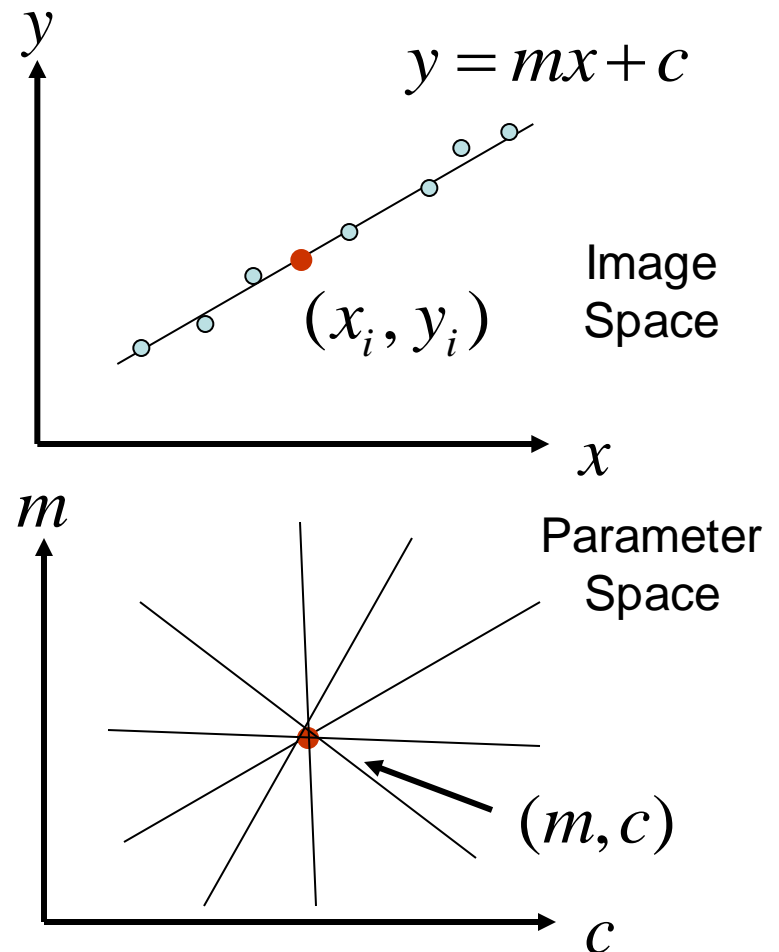 y
y = mx + c
Image
Space
(x_i, y_i)
x
m
Parameter
Space
(m, c)
c